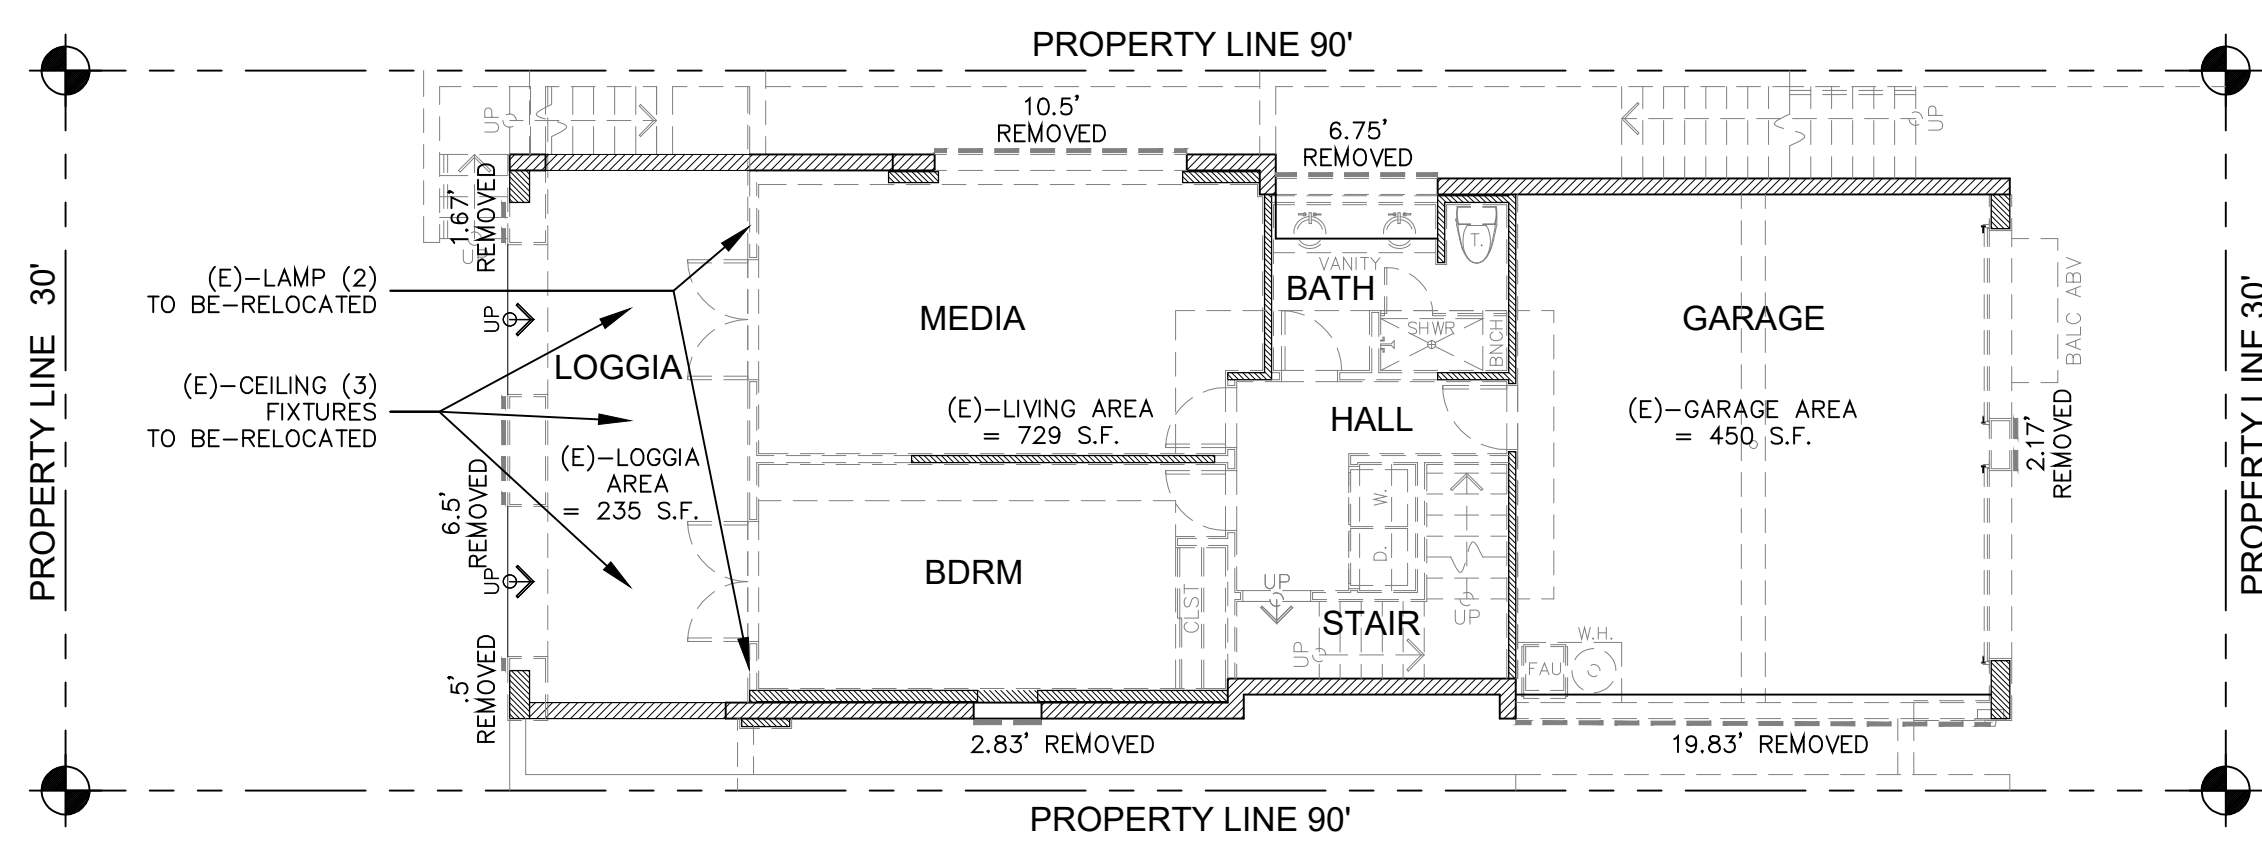 PROPERTY LINE 90'
10.5'
REMOVED
6.75'
REMOVED
UP
UP
1.67'
REMOVED
UP
(E)-LAMP (2)
TO BE-RELOCATED
UP
PROPERTY LINE 30'
LOGGIA
(E)-CEILING (3)
FIXTURES
TO BE-RELOCATED
(E)-LOGGIA
AREA
= 235 S.F.
6.5'
REMOVED
UP
.5'
REMOVED
MEDIA
(E)-LIVING AREA
= 729 S.F.
BDRM
CLST
VANITY
BATH
T.
SHWR
BNCH
HALL
W.
D.
UP
STAIR
UP
UP
GARAGE
(E)-GARAGE AREA
= 450 S.F.
W.H.
FAU
BALC ABV
2.17'
REMOVED
PROPERTY LINE 30'
2.83' REMOVED
19.83' REMOVED
PROPERTY LINE 90'